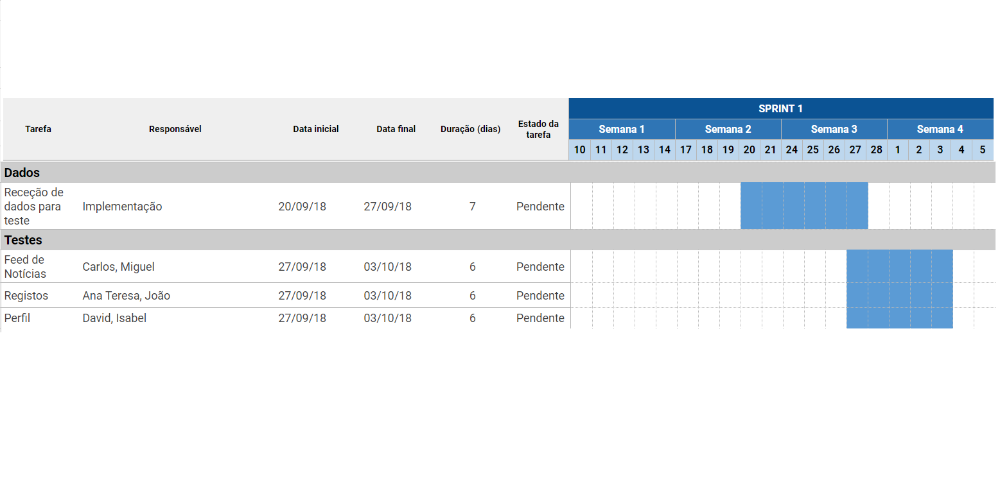 SPRINT 1
Tarefa Responsável Data inicial Data final Duração (dias) Estado da tarefa
Semana 1 Semana 2 Semana 3 Semana 4
10 11 12 13 14 17 18 19 20 21 24 25 26 27 28 1 2 3 4 5
Dados
Receção de dados para teste Implementação 20/09/18 27/09/18 7 Pendente
Testes
Feed de Notícias Carlos, Miguel 27/09/18 03/10/18 6 Pendente
Registos Ana Teresa, João 27/09/18 03/10/18 6 Pendente
Perfil David, Isabel 27/09/18 03/10/18 6 Pendente